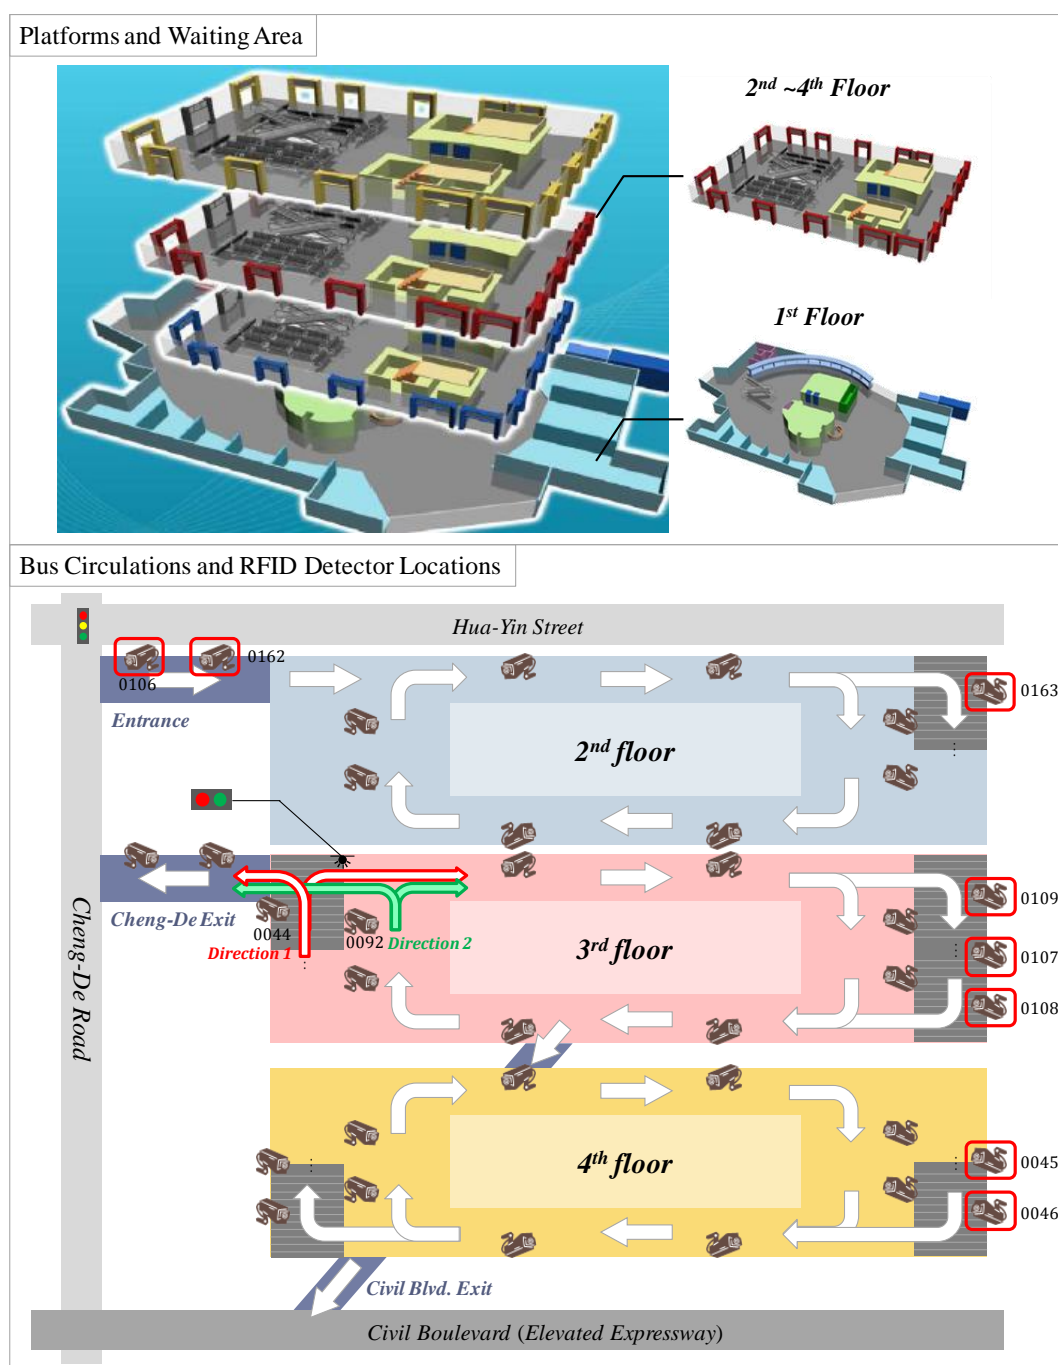 Platforms and Waiting Area
2nd ~4th Floor
1st Floor
Bus Circulations and RFID Detector Locations
Hua-Yin Street
0162
0106
0163
Entrance
2nd floor
Cheng-De Road
Cheng-De Exit
0044
0092
Direction 1
Direction 2
3rd floor
0109
0107
0108
4th floor
0045
0046
Civil Blvd. Exit
Civil Boulevard (Elevated Expressway)